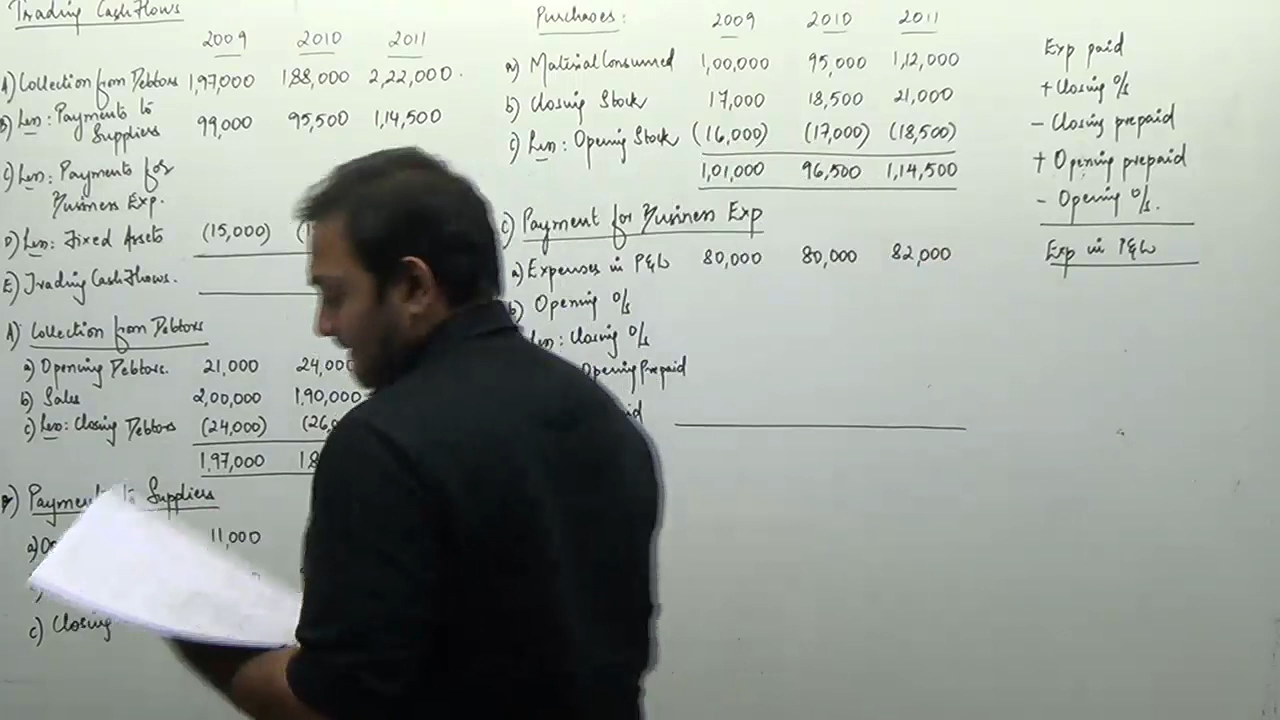 Trading Cash Flows
2009 2010 2011
A) Collection from Debtors 1,97,000 1,88,000 2,22,000
B) Less: Payments to Suppliers 99,000 95,500 1,14,500
C) Less: Payments for
Business Exp.
D) Less: Fixed Assets (15,000)
E) Trading Cash Flows.
A) Collection from Debtors
a) Opening Debtors. 21,000 24,000
b) Sales 2,00,000 1,90,000
c) Less: Closing Debtors (24,000)
1,97,000
Suppliers
11,000
c) Closing
Purchases: 2009 2010 2011
a) Material Consumed 1,00,000 95,000 1,12,000
b) Closing Stock 17,000 18,500 21,000
c) Less: Opening Stock (16,000) (17,000) (18,500)
1,01,000 96,500 1,14,500
C) Payment for Business Exp
a) Expenses in P&L 80,000 80,000 82,000
b) Opening O/s
Less: Closing O/s
Opening Prepaid
Exp paid
+ Closing O/s
- Closing prepaid
+ Opening prepaid
- Opening O/s.
Exp in P&L